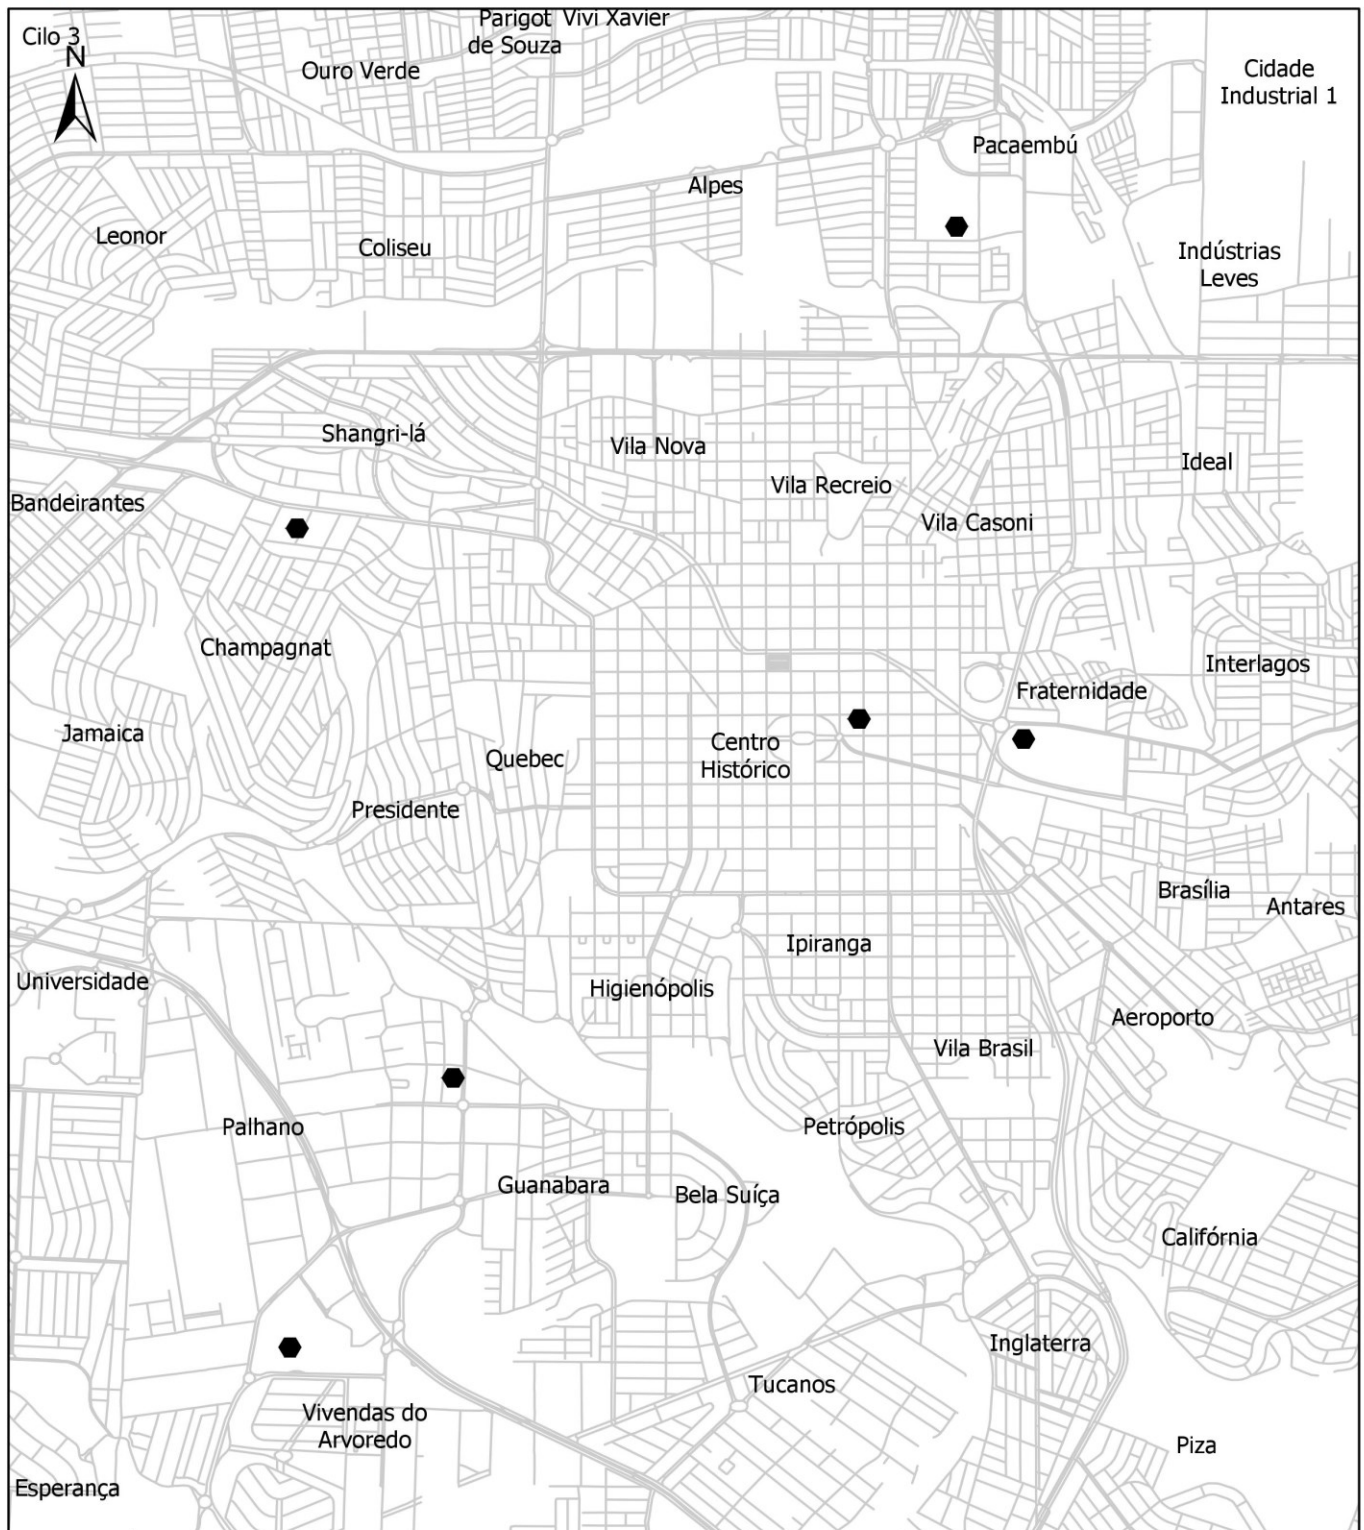 Parigot Vivi Xavier
de Souza
Cilo 3
N
Ouro Verde
Cidade
Industrial 1
Pacaembú
Alpes
Leonor
Coliseu
Indústrias
Leves
Shangri-lá
Vila Nova
Ideal
Vila Recreio
Bandeirantes
Vila Casoni
Champagnat
Interlagos
Fraternidade
Jamaica
Centro
Histórico
Quebec
Presidente
Brasília
Antares
Ipiranga
Universidade
Higienópolis
Aeroporto
Vila Brasil
Palhano
Petrópolis
Guanabara
Bela Suíça
Califórnia
Inglaterra
Tucanos
Vivendas do
Arvoredo
Piza
Esperança